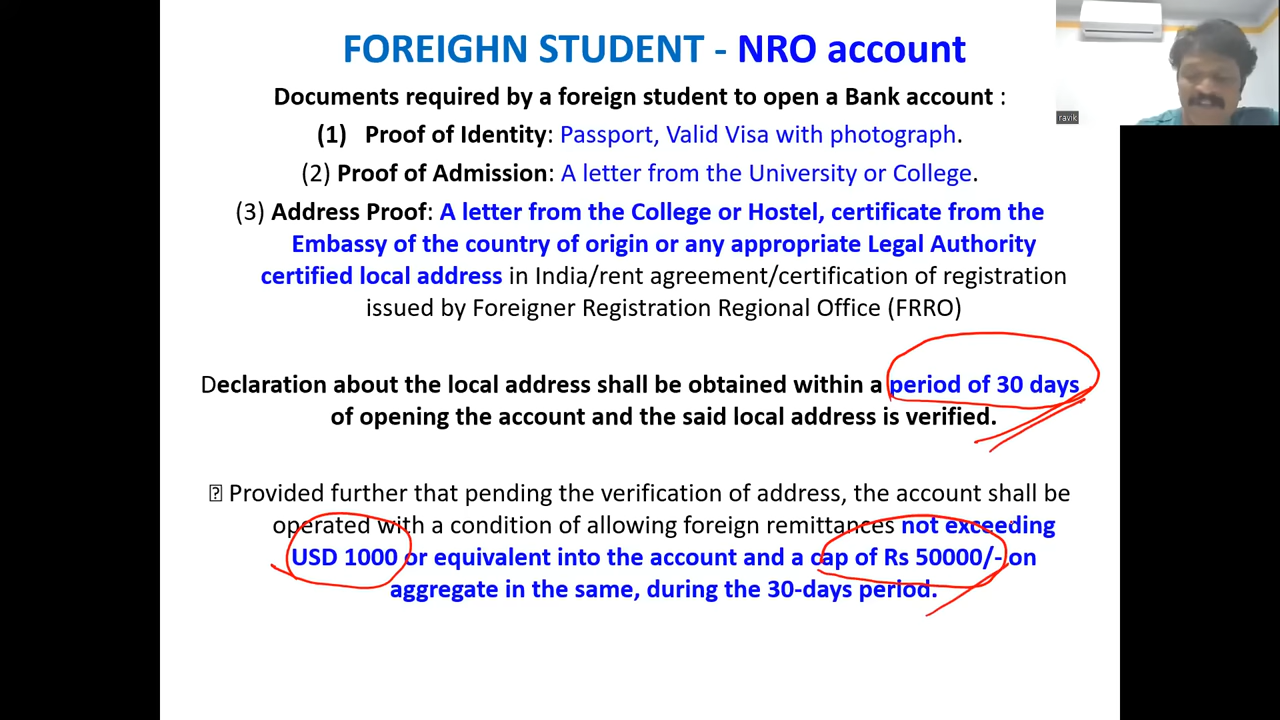 FOREIGHN STUDENT - NRO account
Documents required by a foreign student to open a Bank account :
(1) Proof of Identity: Passport, Valid Visa with photograph.
(2) Proof of Admission: A letter from the University or College.
(3) Address Proof: A letter from the College or Hostel, certificate from the
Embassy of the country of origin or any appropriate Legal Authority
certified local address in India/rent agreement/certification of registration
issued by Foreigner Registration Regional Office (FRRO)
Declaration about the local address shall be obtained within a period of 30 days
of opening the account and the said local address is verified.
Provided further that pending the verification of address, the account shall be
operated with a condition of allowing foreign remittances not exceeding
USD 1000 or equivalent into the account and a cap of Rs 50000/- on
aggregate in the same, during the 30-days period.
ravik